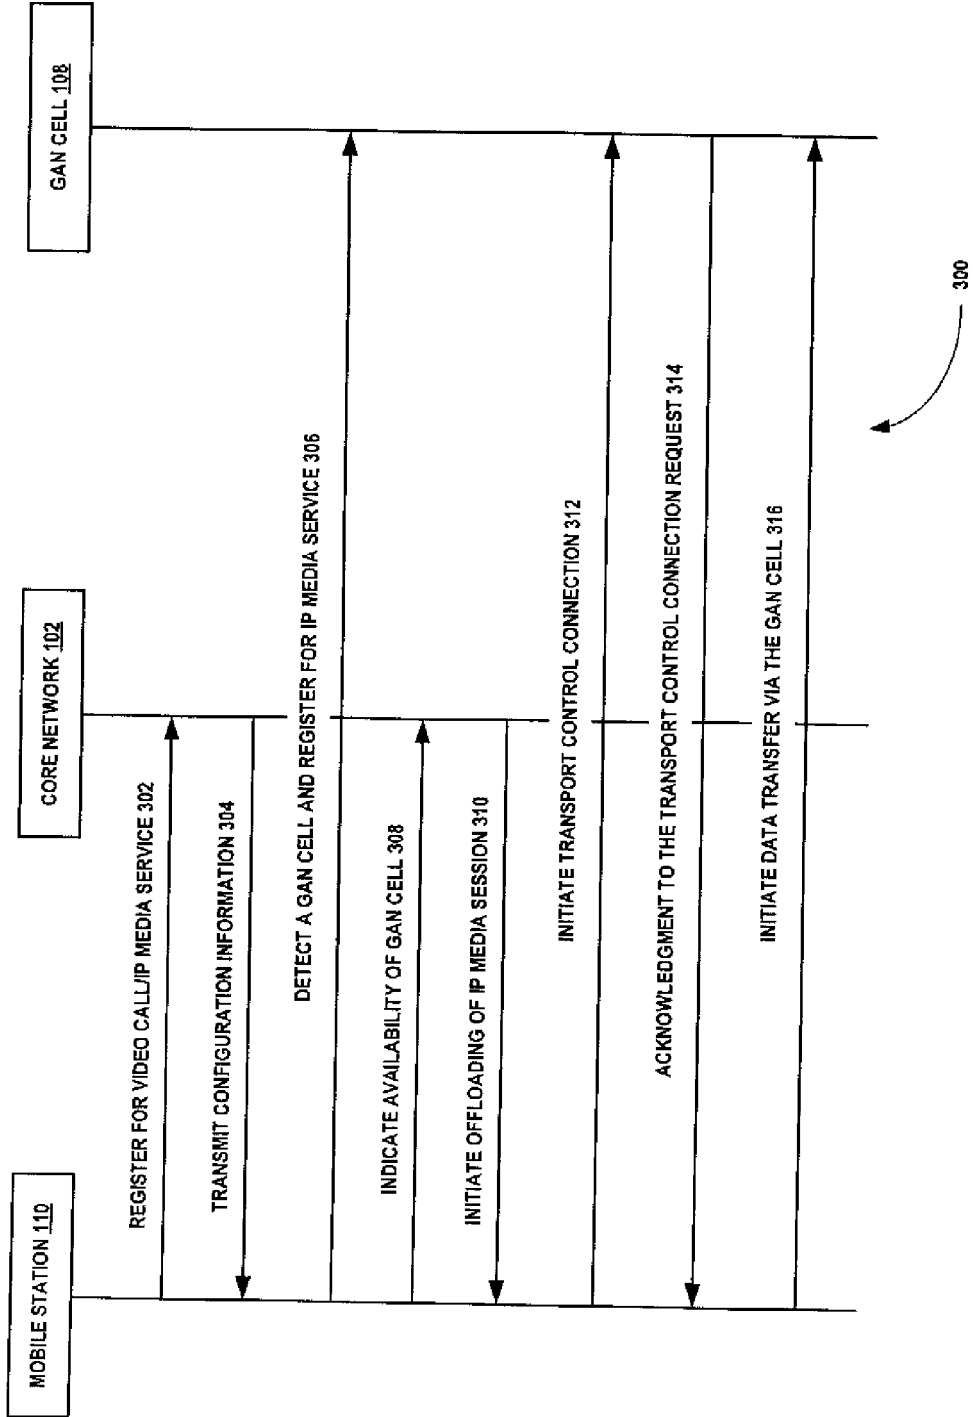 MOBILE STATION 110
CORE NETWORK 102
GAN CELL 108
REGISTER FOR VIDEO CALL/IP MEDIA SERVICE 302
TRANSMIT CONFIGURATION INFORMATION 304
DETECT A GAN CELL AND REGISTER FOR IP MEDIA SERVICE 306
INDICATE AVAILABILITY OF GAN CELL 308
INITIATE OFFLOADING OF IP MEDIA SESSION 310
INITIATE TRANSPORT CONTROL CONNECTION 312
ACKNOWLEDGMENT TO THE TRANSPORT CONTROL CONNECTION REQUEST 314
INITIATE DATA TRANSFER VIA THE GAN CELL 316
300